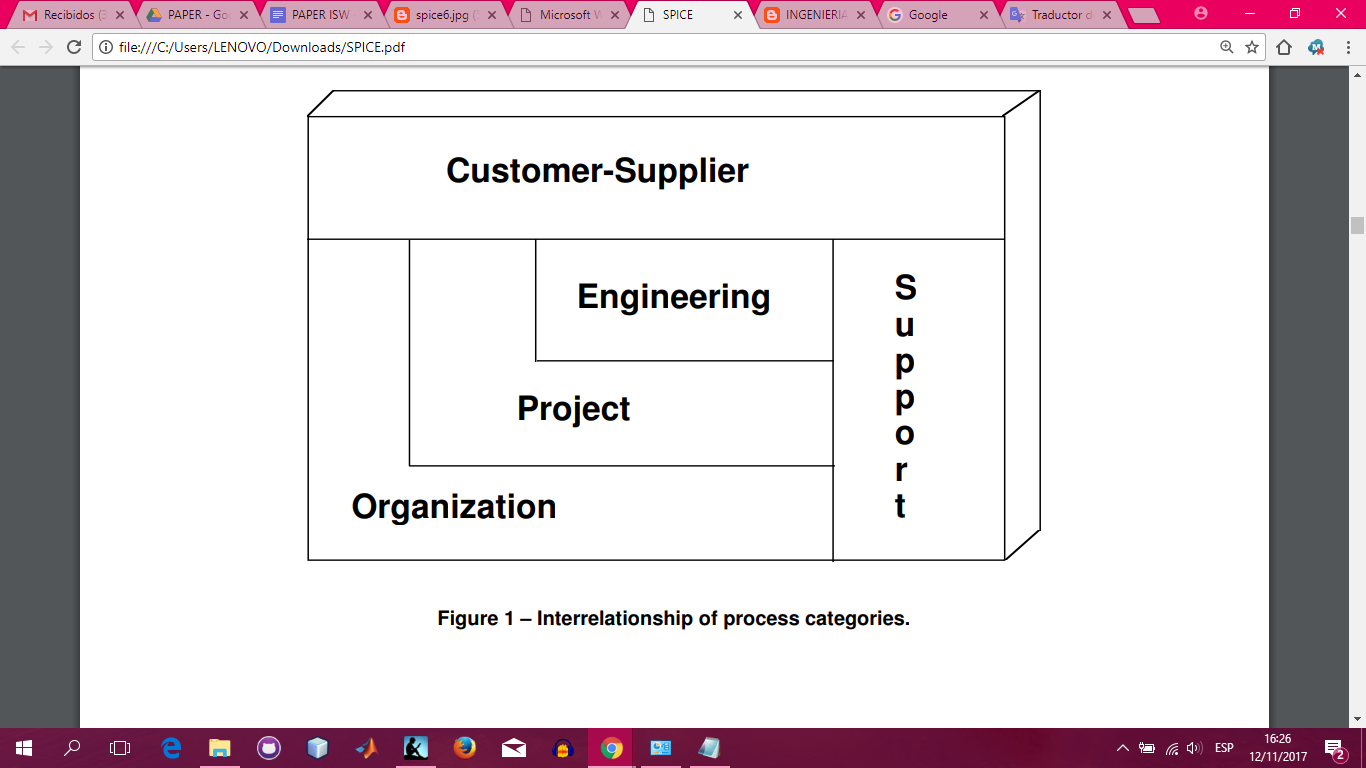 Recibidos (
PAPER - Go
PAPER ISW
spice6.jpg (
Microsoft W
SPICE
INGENIERIA
Google
Traductor d
file:///C:/Users/LENOVO/Downloads/SPICE.pdf
Customer-Supplier
Engineering
Project
Organization
Support
Figure 1 – Interrelationship of process categories.
ESP
16:26
12/11/2017
2